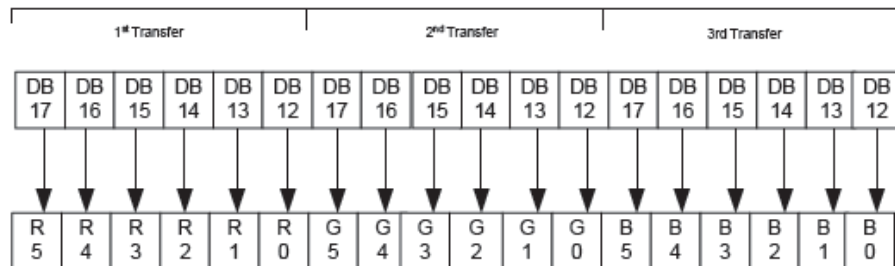 1st Transfer 2nd Transfer 3rd Transfer
DB DB DB DB DB DB DB DB DB DB DB DB DB DB DB DB DB DB
17 16 15 14 13 12 17 16 15 14 13 12 17 16 15 14 13 12
R R R R R R G G G G G G B B B B B B
5 4 3 2 1 0 5 4 3 2 1 0 5 4 3 2 1 0